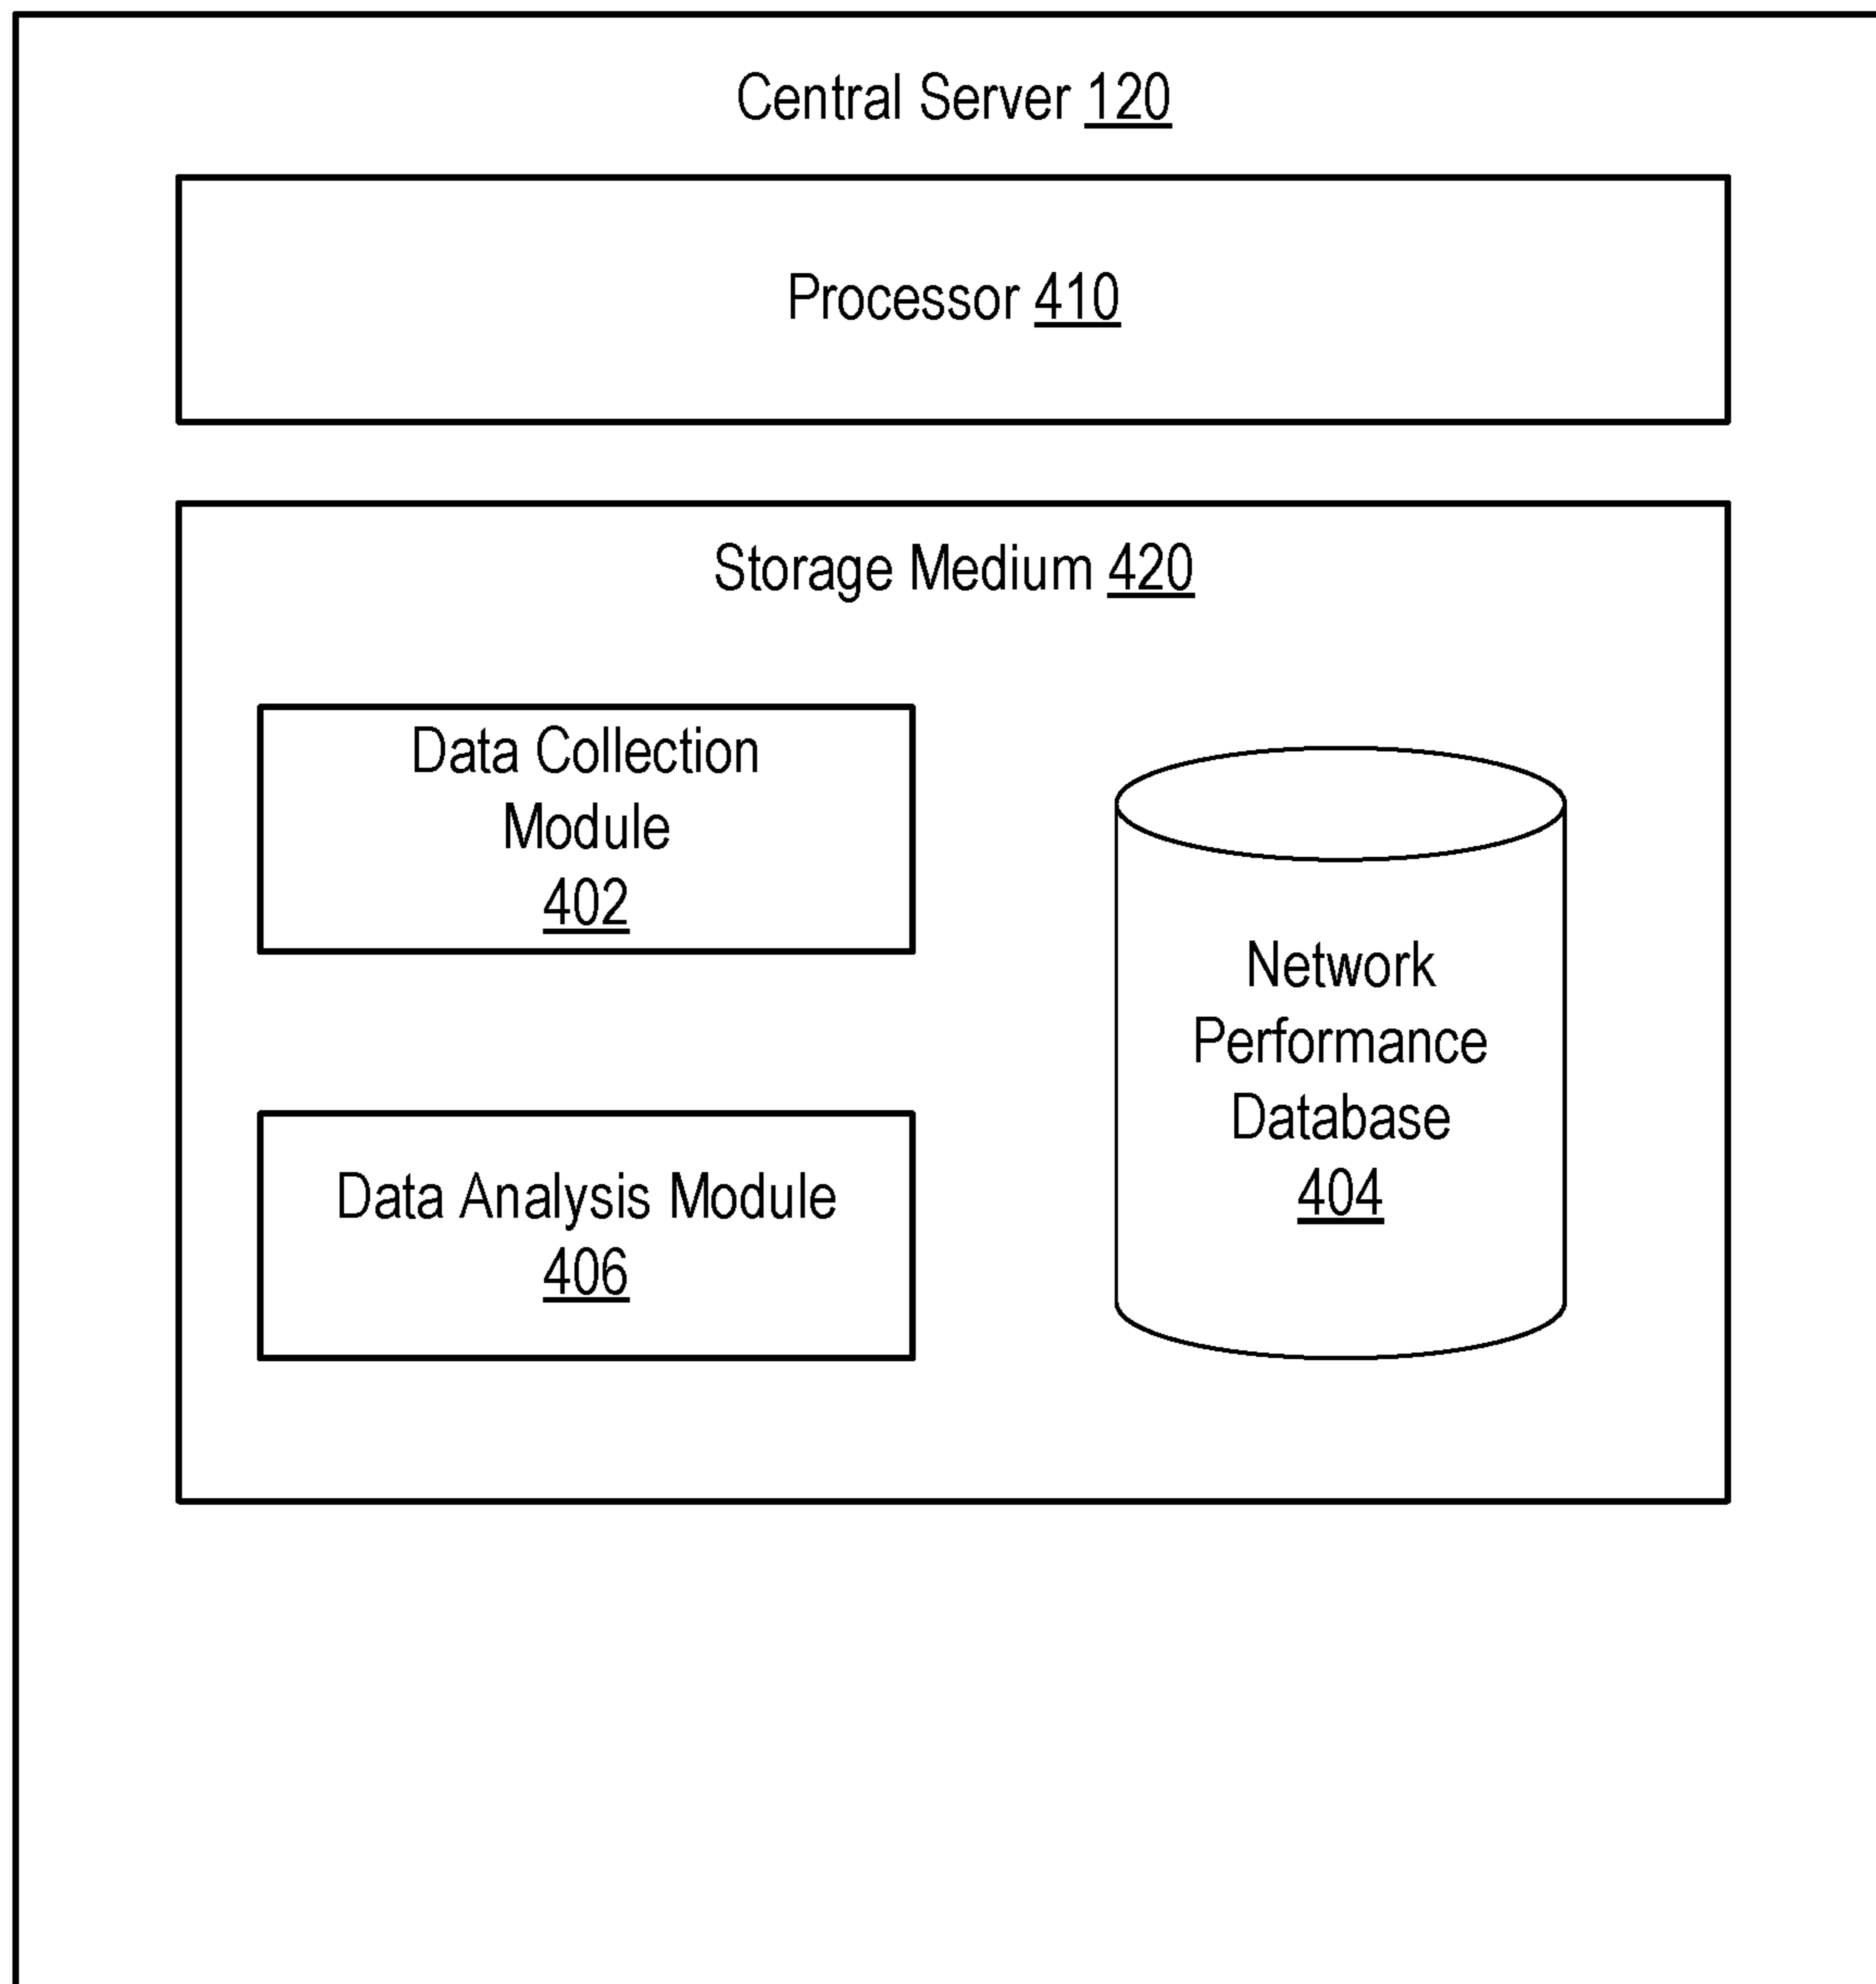 Central Server 120
Processor 410
Storage Medium 420
Data Collection
Module
402
Network
Performance
Database
404
Data Analysis Module
406